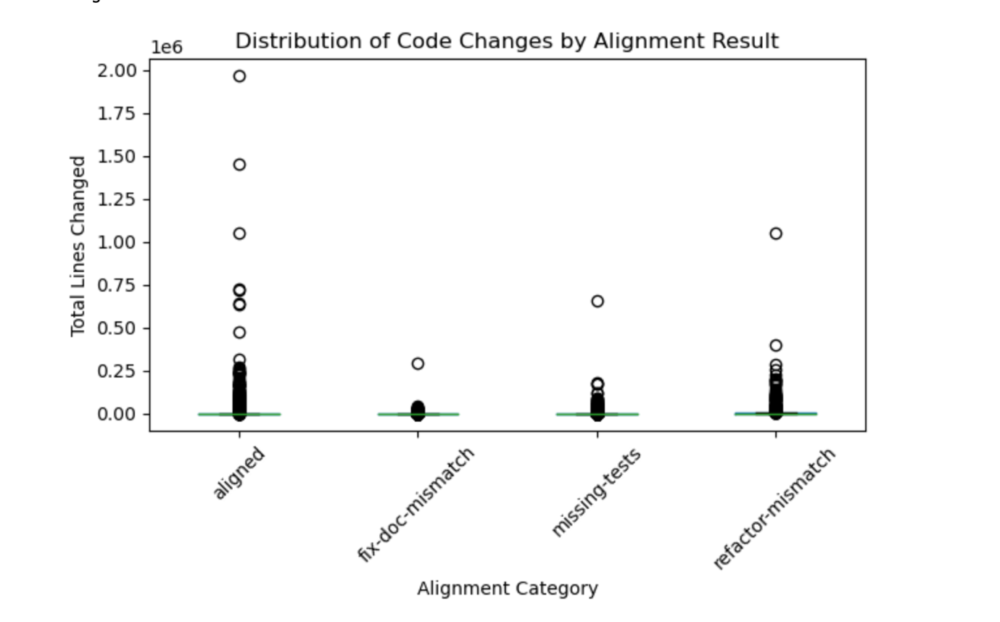 Distribution of Code Changes by Alignment Result
1e6
2.00
1.75
1.50
1.25
1.00
0.75
0.50
0.25
0.00
Total Lines Changed
aligned
fix-doc-mismatch
missing-tests
refactor-mismatch
Alignment Category